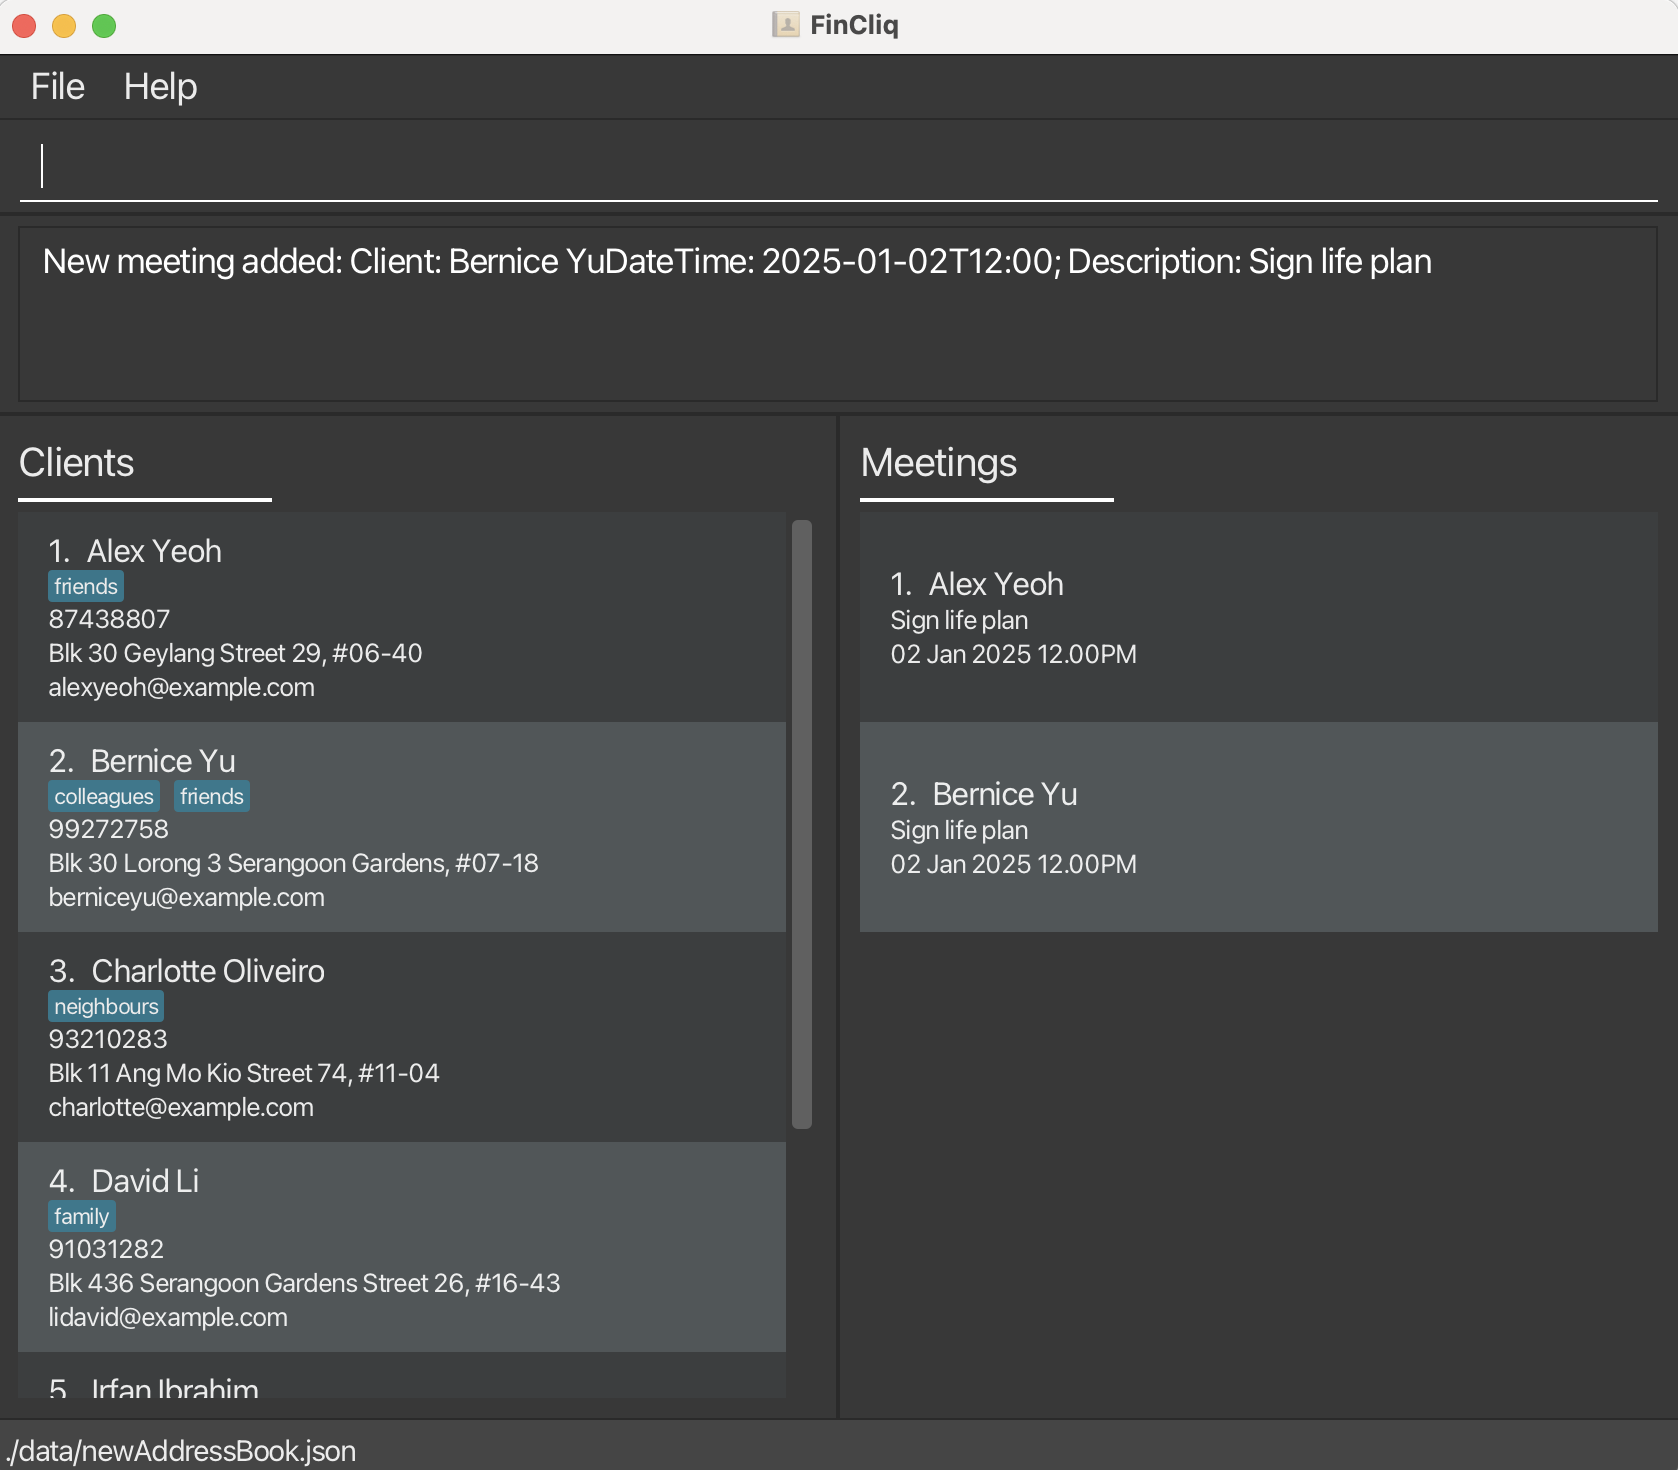 FinCliq
File Help
New meeting added: Client: Bernice YuDateTime: 2025-01-02T12:00; Description: Sign life plan
Clients
1. Alex Yeoh
friends
87438807
Blk 30 Geylang Street 29, #06-40
alexyeoh@example.com
2. Bernice Yu
colleagues friends
99272758
Blk 30 Lorong 3 Serangoon Gardens, #07-18
berniceyu@example.com
3. Charlotte Oliveiro
neighbours
93210283
Blk 11 Ang Mo Kio Street 74, #11-04
charlotte@example.com
4. David Li
family
91031282
Blk 436 Serangoon Gardens Street 26, #16-43
lidavid@example.com
5. Irfan Ibrahim
Meetings
1. Alex Yeoh
Sign life plan
02 Jan 2025 12.00PM
2. Bernice Yu
Sign life plan
02 Jan 2025 12.00PM
./data/newAddressBook.json